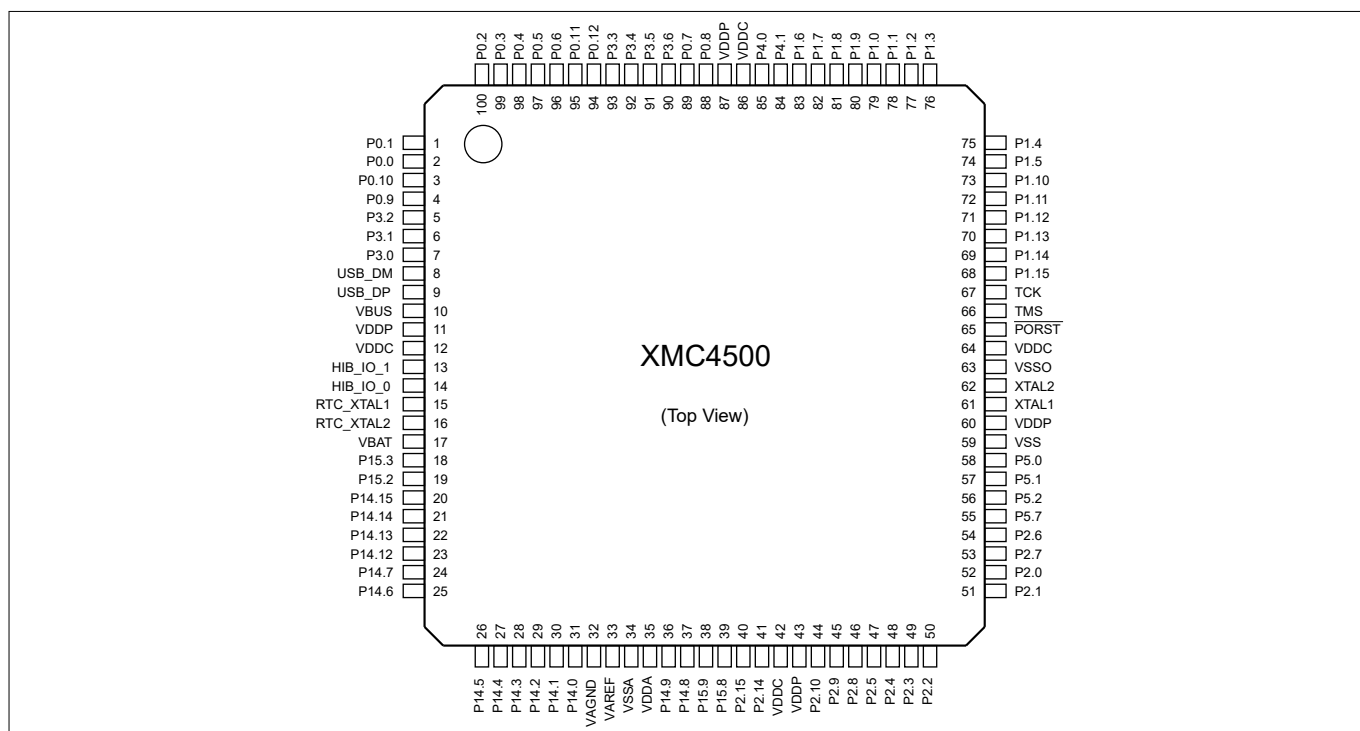 P0.2
P0.3
P0.4
P0.5
P0.6
P0.11
P0.12
P3.3
P3.4
P3.5
P3.6
P0.7
P0.8
VDDP
VDDC
P4.0
P4.1
P1.6
P1.7
P1.8
P1.9
P1.0
P1.1
P1.2
P1.3
100
99
98
97
96
95
94
93
92
91
90
89
88
87
86
85
84
83
82
81
80
79
78
77
76
P0.1 1
P0.0 2
P0.10 3
P0.9 4
P3.2 5
P3.1 6
P3.0 7
USB_DM 8
USB_DP 9
VBUS 10
VDDP 11
VDDC 12
HIB_IO_1 13
HIB_IO_0 14
RTC_XTAL1 15
RTC_XTAL2 16
VBAT 17
P15.3 18
P15.2 19
P14.15 20
P14.14 21
P14.13 22
P14.12 23
P14.7 24
P14.6 25
XMC4500
(Top View)
75 P1.4
74 P1.5
73 P1.10
72 P1.11
71 P1.12
70 P1.13
69 P1.14
68 P1.15
67 TCK
66 TMS
65 PORST
64 VDDC
63 VSSO
62 XTAL2
61 XTAL1
60 VDDP
59 VSS
58 P5.0
57 P5.1
56 P5.2
55 P5.7
54 P2.6
53 P2.7
52 P2.0
51 P2.1
26
27
28
29
30
31
32
33
34
35
36
37
38
39
40
41
42
43
44
45
46
47
48
49
50
P14.5
P14.4
P14.3
P14.2
P14.1
P14.0
VAGND
VAREF
VSSA
VDDA
P14.9
P14.8
P15.9
P15.8
P2.15
P2.14
VDDC
VDDP
P2.10
P2.9
P2.8
P2.5
P2.4
P2.3
P2.2